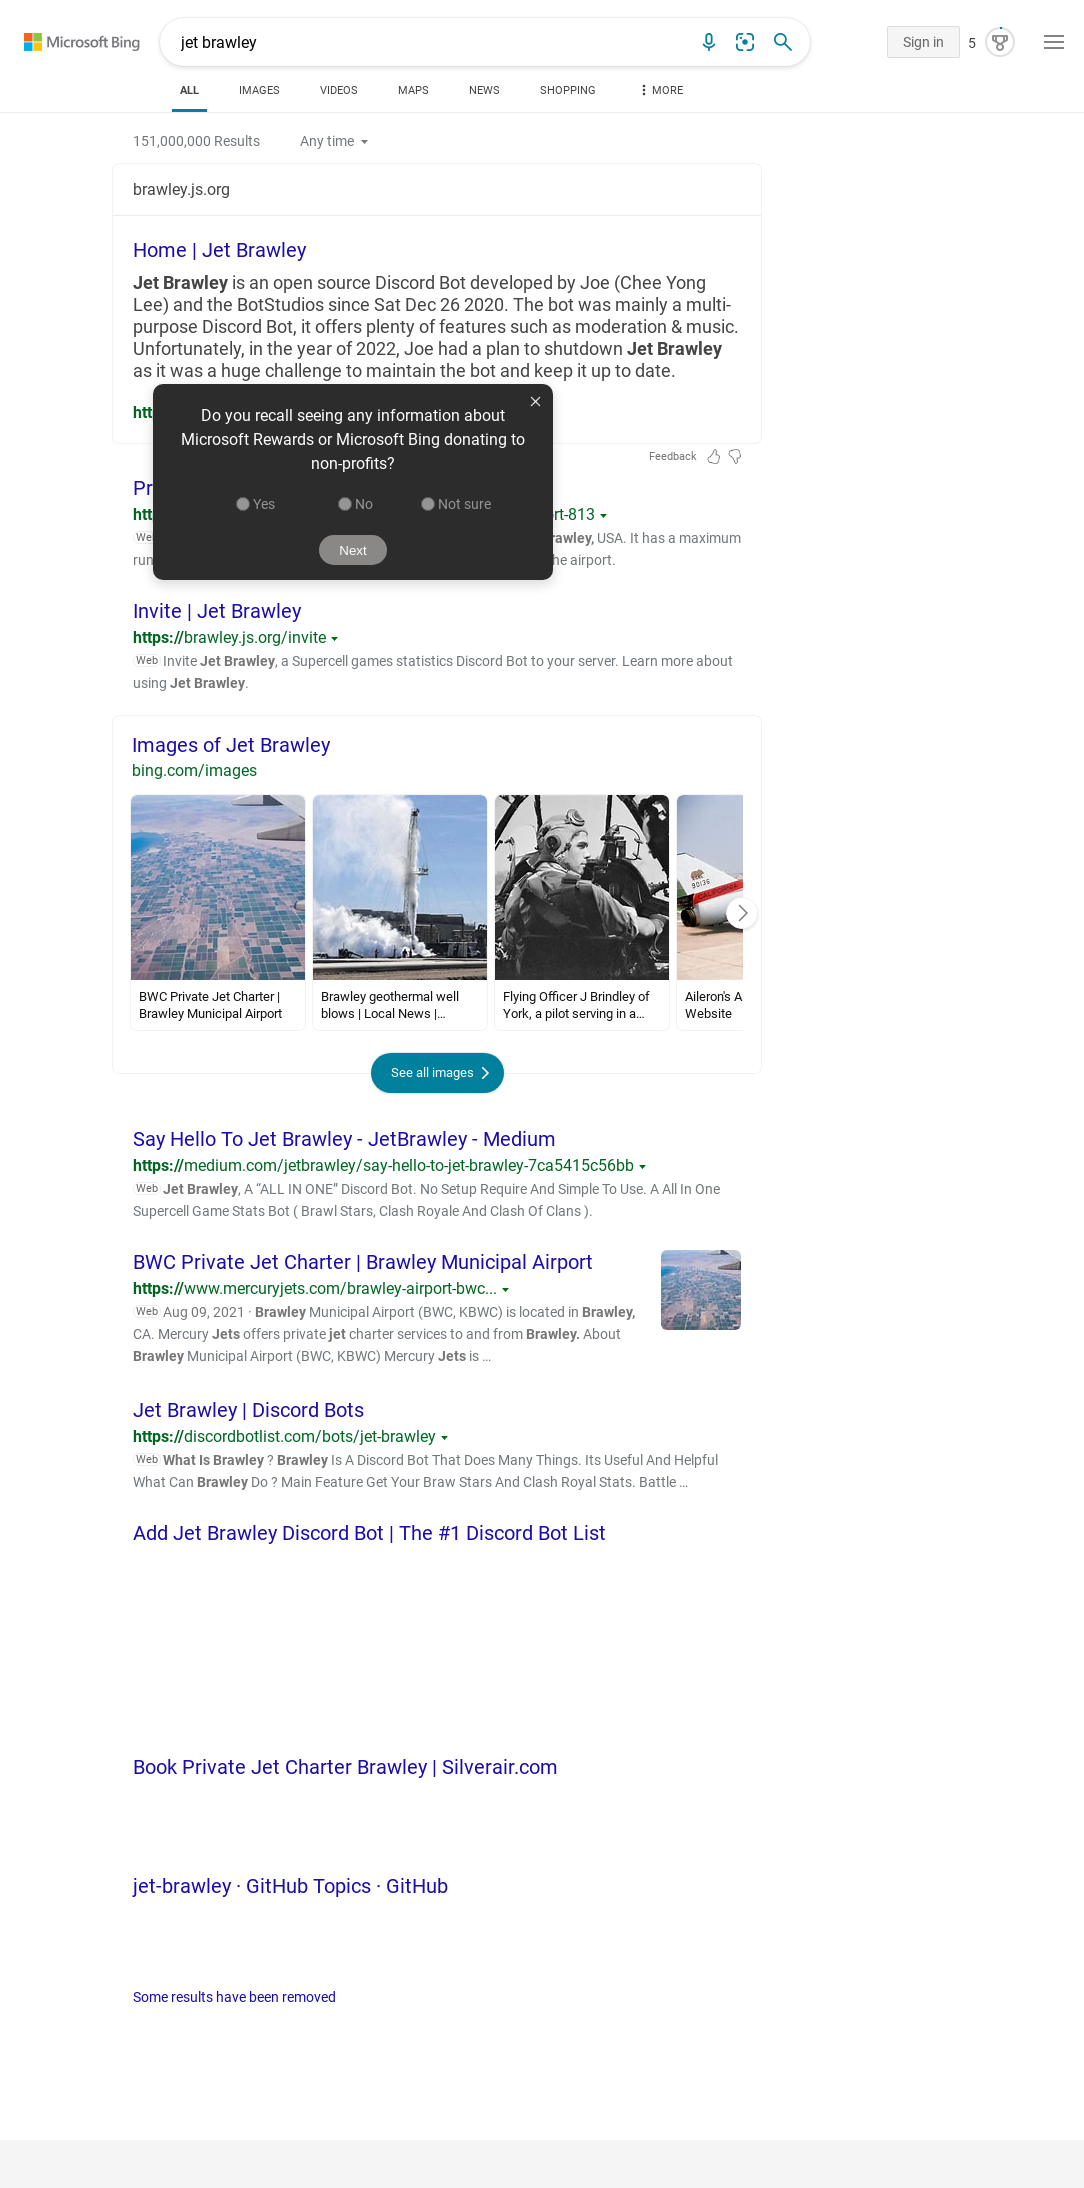 Microsoft Bing
jet brawley
Sign in
5
ALL
IMAGES
VIDEOS
MAPS
NEWS
SHOPPING
MORE
151,000,000 Results
Any time
brawley.js.org
Home | Jet Brawley
Jet Brawley is an open source Discord Bot developed by Joe (Chee Yong
Lee) and the BotStudios since Sat Dec 26 2020. The bot was mainly a multi-
purpose Discord Bot, it offers plenty of features such as moderation & music.
Unfortunately, in the year of 2022, Joe had a plan to shutdown Jet Brawley
as it was a huge challenge to maintain the bot and keep it up to date.
htt
Do you recall seeing any information about
Microsoft Rewards or Microsoft Bing donating to
non-profits?
Yes
No
Not sure
Next
Feedback
Pr
htt
rt-813
We
rawley, USA. It has a maximum
run
he airport.
Invite | Jet Brawley
https://brawley.js.org/invite
Web Invite Jet Brawley, a Supercell games statistics Discord Bot to your server. Learn more about
using Jet Brawley.
Images of Jet Brawley
bing.com/images
90136
CALIFORNIA
BWC Private Jet Charter |
Brawley Municipal Airport
Brawley geothermal well
blows | Local News |…
Flying Officer J Brindley of
York, a pilot serving in a…
Aileron's A
Website
See all images
Say Hello To Jet Brawley - JetBrawley - Medium
https://medium.com/jetbrawley/say-hello-to-jet-brawley-7ca5415c56bb
Web Jet Brawley, A “ALL IN ONE” Discord Bot. No Setup Require And Simple To Use. A All In One
Supercell Game Stats Bot ( Brawl Stars, Clash Royale And Clash Of Clans ).
BWC Private Jet Charter | Brawley Municipal Airport
https://www.mercuryjets.com/brawley-airport-bwc...
Web Aug 09, 2021 · Brawley Municipal Airport (BWC, KBWC) is located in Brawley,
CA. Mercury Jets offers private jet charter services to and from Brawley. About
Brawley Municipal Airport (BWC, KBWC) Mercury Jets is …
Jet Brawley | Discord Bots
https://discordbotlist.com/bots/jet-brawley
Web What Is Brawley ? Brawley Is A Discord Bot That Does Many Things. Its Useful And Helpful
What Can Brawley Do ? Main Feature Get Your Braw Stars And Clash Royal Stats. Battle …
Add Jet Brawley Discord Bot | The #1 Discord Bot List
Book Private Jet Charter Brawley | Silverair.com
jet-brawley · GitHub Topics · GitHub
Some results have been removed